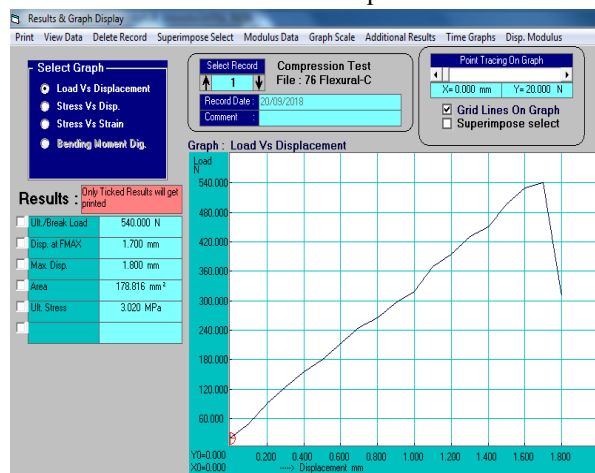 Results & Graph Display
Print View Data Delete Record Superimpose Select Modulus Data Graph Scale Additional Results Time Graphs Disp. Modulus
Select Graph
Load Vs Displacement
Stress Vs Disp.
Stress Vs Strain
Bending Moment Dig.
Select Record
1
Compression Test
File : 76 Flexural-C
Record Date : 20/09/2018
Comment :
Point Tracing On Graph
X= 0.000 mm Y= 20.000 N
Grid Lines On Graph
Superimpose select
Results :
Only Ticked Results will get printed
Ult./Break Load 540.000 N
Disp. at FMAX 1.700 mm
Max. Disp. 1.800 mm
Area 178.816 mm²
Ult. Stress 3.020 MPa
Graph : Load Vs Displacement
Load
N
540.000
480.000
420.000
360.000
300.000
240.000
180.000
120.000
60.000
Y0=0.000
X0=0.000
0.200 0.400 0.600 0.800 1.000 1.200 1.400 1.600 1.800
----> Displacement mm